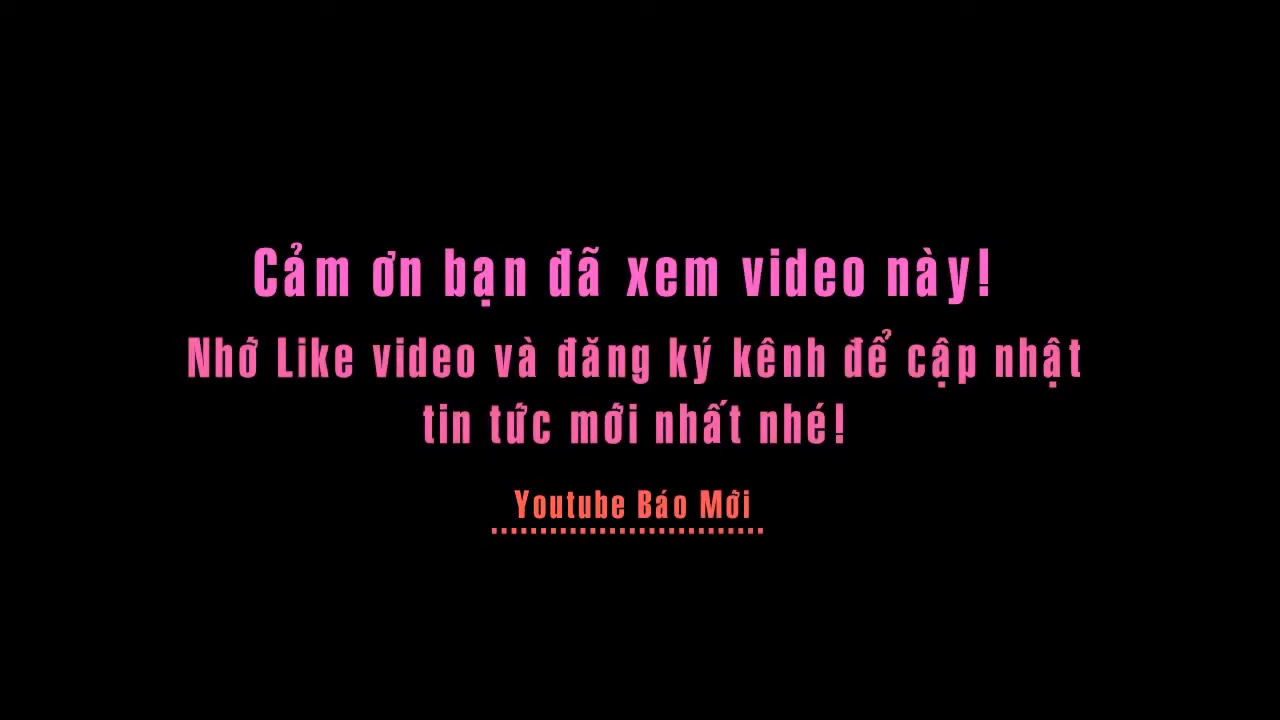 Cảm ơn bạn đã xem video này!
Nhớ Like video và đăng ký kênh để cập nhật
tin tức mới nhất nhé!
Youtube Báo Mới